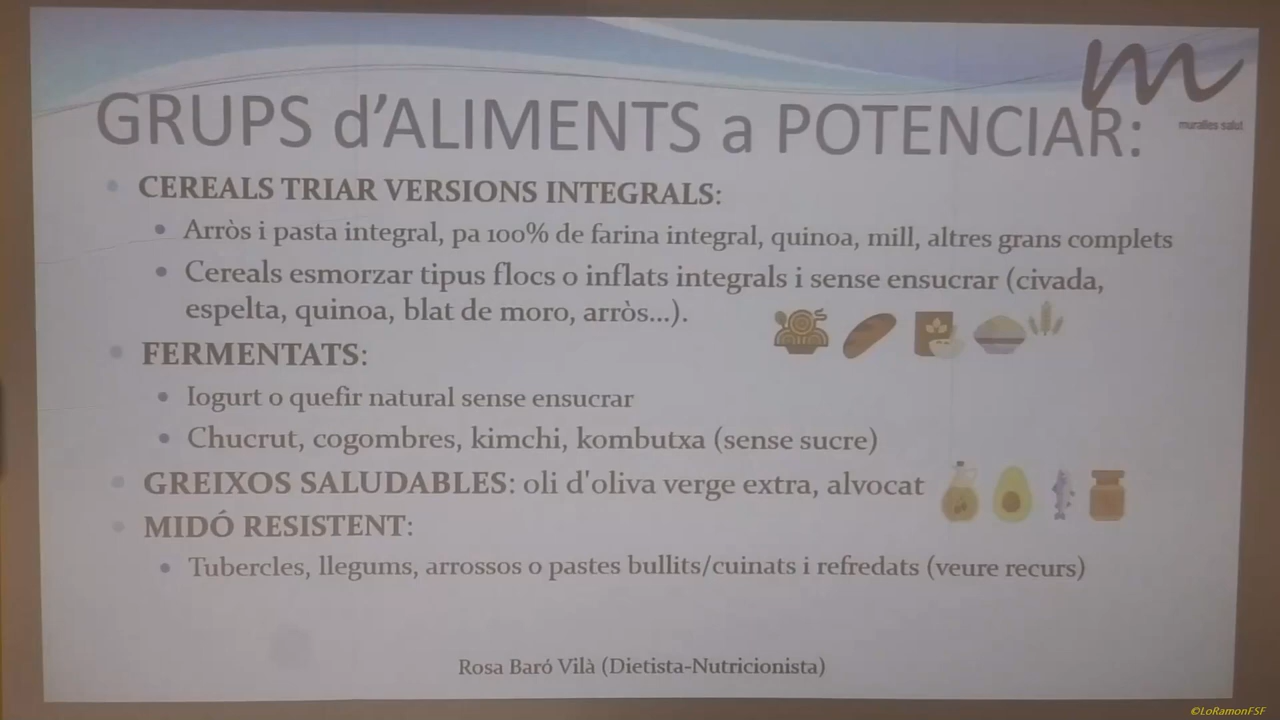 GRUPS d'ALIMENTS a POTENCIAR:
muralles salut
CEREALS TRIAR VERSIONS INTEGRALS:
Arròs i pasta integral, pa 100% de farina integral, quinoa, mill, altres grans complets
Cereals esmorzar tipus flocs o inflats integrals i sense ensucrar (civada,
espelta, quinoa, blat de moro, arròs...).
FERMENTATS:
Iogurt o quefir natural sense ensucrar
Chucrut, cogombres, kimchi, kombutxa (sense sucre)
GREIXOS SALUDABLES: oli d'oliva verge extra, alvocat
MIDÓ RESISTENT:
Tubercles, llegums, arrossos o pastes bullits/cuinats i refredats (veure recurs)
Rosa Baró Vilà (Dietista-Nutricionista)
©LoRamonFSF